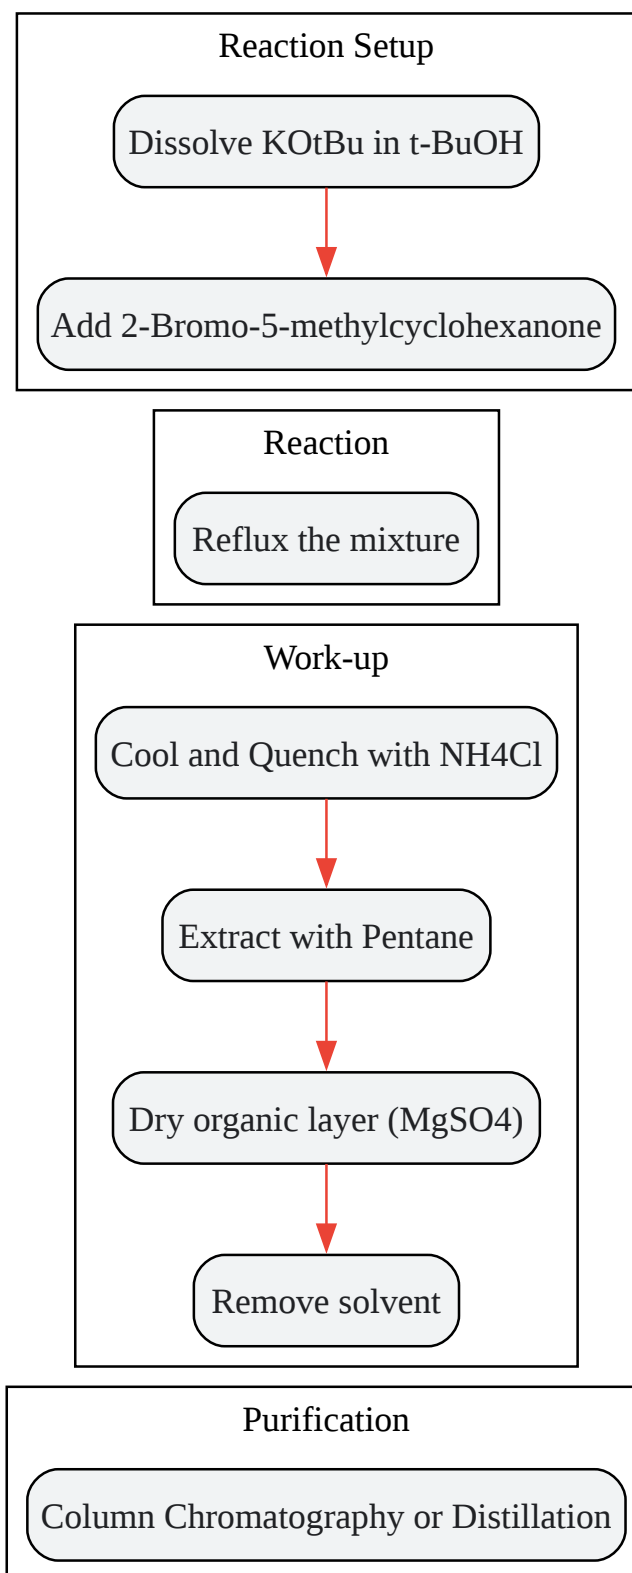 Reaction Setup
Dissolve KOtBu in t-BuOH
Add 2-Bromo-5-methylcyclohexanone
Reaction
Reflux the mixture
Work-up
Cool and Quench with NH4Cl
Extract with Pentane
Dry organic layer (MgSO4)
Remove solvent
Purification
Column Chromatography or Distillation